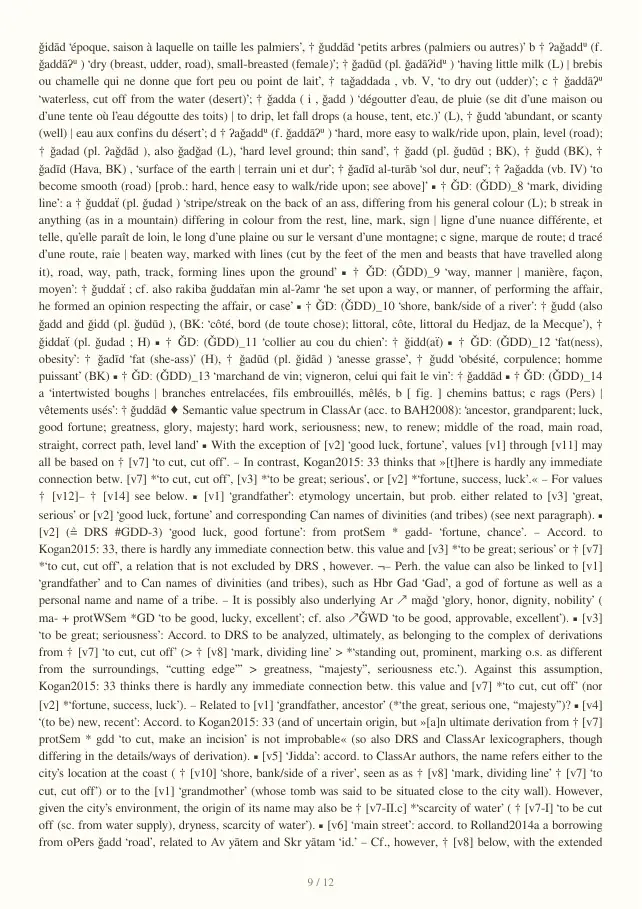 ǧidād ‘époque, saison à laquelle on taille les palmiers’, † ǧuddād ‘petits arbres (palmiers ou autres)’ b † ʔaǧaddᵘ (f.
ǧaddāʔᵘ ) ‘dry (breast, udder, road), small-breasted (female)’; † ǧadūd (pl. ǧadāʔidᵘ ) ‘having little milk (L) | brebis
ou chamelle qui ne donne que fort peu ou point de lait’, † taǧaddada , vb. V, ‘to dry out (udder)’; c † ǧaddāʔᵘ
‘waterless, cut off from the water (desert)’; † ǧadda ( i , ǧadd ) ‘dégoutter d’eau, de pluie (se dit d’une maison ou
d’une tente où l’eau dégoutte des toits) | to drip, let fall drops (a house, tent, etc.)’ (L), † ǧudd ‘abundant, or scanty
(well) | eau aux confins du désert’; d † ʔaǧaddᵘ (f. ǧaddāʔᵘ ) ‘hard, more easy to walk/ride upon, plain, level (road);
† ǧadad (pl. ʔaǧdād ), also ǧadǧad (L), ‘hard level ground; thin sand’, † ǧadd (pl. ǧudūd ; BK), † ǧudd (BK), †
ǧadīd (Hava, BK) , ‘surface of the earth | terrain uni et dur’; † ǧadīd al-turāb ‘sol dur, neuf’; † ʔaǧadda (vb. IV) ‘to
become smooth (road) [prob.: hard, hence easy to walk/ride upon; see above]’ ▪ † ǦD: (ǦDD)_8 ‘mark, dividing
line’: a † ǧuddaẗ (pl. ǧudad ) ‘stripe/streak on the back of an ass, differing from his general colour (L); b streak in
anything (as in a mountain) differing in colour from the rest, line, mark, sign | ligne d’une nuance différente, et
telle, qu’elle paraît de loin, le long d’une plaine ou sur le versant d’une montagne; c signe, marque de route; d tracé
d’une route, raie | beaten way, marked with lines (cut by the feet of the men and beasts that have travelled along
it), road, way, path, track, forming lines upon the ground’ ▪ † ǦD: (ǦDD)_9 ‘way, manner | manière, façon,
moyen’: † ǧuddaẗ ; cf. also rakiba ǧuddaẗan min al-ʔamr ‘he set upon a way, or manner, of performing the affair,
he formed an opinion respecting the affair, or case’ ▪ † ǦD: (ǦDD)_10 ‘shore, bank/side of a river’: † ǧudd (also
ǧadd and ǧidd (pl. ǧudūd ), (BK: ‘côté, bord (de toute chose); littoral, côte, littoral du Hedjaz, de la Mecque’), †
ǧiddaẗ (pl. ǧudad ; H) ▪ † ǦD: (ǦDD)_11 ‘collier au cou du chien’: † ǧidd(aẗ) ▪ † ǦD: (ǦDD)_12 ‘fat(ness),
obesity’: † ǧadīd ‘fat (she-ass)’ (H), † ǧadūd (pl. ǧidād ) ‘anesse grasse’, † ǧudd ‘obésité, corpulence; homme
puissant’ (BK) ▪ † ǦD: (ǦDD)_13 ‘marchand de vin; vigneron, celui qui fait le vin’: † ǧaddād ▪ † ǦD: (ǦDD)_14
a ‘intertwisted boughs | branches entrelacées, fils embrouillés, mêlés, b [ fig. ] chemins battus; c rags (Pers) |
vêtements usés’: † ǧuddād ♦ Semantic value spectrum in ClassAr (acc. to BAH2008): ‘ancestor, grandparent; luck,
good fortune; greatness, glory, majesty; hard work, seriousness; new, to renew; middle of the road, main road,
straight, correct path, level land’ ▪ With the exception of [v2] ‘good luck, fortune’, values [v1] through [v11] may
all be based on † [v7] ‘to cut, cut off’. – In contrast, Kogan2015: 33 thinks that »[t]here is hardly any immediate
connection betw. [v7] *‘to cut, cut off’, [v3] *‘to be great; serious’, or [v2] *‘fortune, success, luck’.« – For values
† [v12]– † [v14] see below. ▪ [v1] ‘grandfather’: etymology uncertain, but prob. either related to [v3] ‘great,
serious’ or [v2] ‘good luck, fortune’ and corresponding Can names of divinities (and tribes) (see next paragraph). ▪
[v2] (≙ DRS #GDD-3) ‘good luck, good fortune’: from protSem * gadd- ‘fortune, chance’. – Accord. to
Kogan2015: 33, there is hardly any immediate connection betw. this value and [v3] *‘to be great; serious’ or † [v7]
*‘to cut, cut off’, a relation that is not excluded by DRS , however. ¬– Perh. the value can also be linked to [v1]
‘grandfather’ and to Can names of divinities (and tribes), such as Hbr Gad ‘Gad’, a god of fortune as well as a
personal name and name of a tribe. – It is possibly also underlying Ar ↗ maǧd ‘glory, honor, dignity, nobility’ (
ma- + protWSem *GD ‘to be good, lucky, excellent’; cf. also ↗ǦWD ‘to be good, approvable, excellent’). ▪ [v3]
‘to be great; seriousness’: Accord. to DRS to be analyzed, ultimately, as belonging to the complex of derivations
from † [v7] ‘to cut, cut off’ (> † [v8] ‘mark, dividing line’ > *‘standing out, prominent, marking o.s. as different
from the surroundings, “cutting edge”’ > greatness, “majesty”, seriousness etc.’). Against this assumption,
Kogan2015: 33 thinks there is hardly any immediate connection betw. this value and [v7] *‘to cut, cut off’ (nor
[v2] *‘fortune, success, luck’). – Related to [v1] ‘grandfather, ancestor’ (*‘the great, serious one, “majesty”)? ▪ [v4]
‘(to be) new, recent’: Accord. to Kogan2015: 33 (and of uncertain origin, but »[a]n ultimate derivation from † [v7]
protSem * gdd ‘to cut, make an incision’ is not improbable« (so also DRS and ClassAr lexicographers, though
differing in the details/ways of derivation). ▪ [v5] ‘Jidda’: accord. to ClassAr authors, the name refers either to the
city’s location at the coast ( † [v10] ‘shore, bank/side of a river’, seen as as † [v8] ‘mark, dividing line’ † [v7] ‘to
cut, cut off’) or to the [v1] ‘grandmother’ (whose tomb was said to be situated close to the city wall). However,
given the city’s environment, the origin of its name may also be † [v7-II.c] *‘scarcity of water’ ( † [v7-I] ‘to be cut
off (sc. from water supply), dryness, scarcity of water’). ▪ [v6] ‘main street’: accord. to Rolland2014a a borrowing
from oPers ǧadd ‘road’, related to Av yātem and Skr yātam ‘id.’ – Cf., however, † [v8] below, with the extended
9 / 12